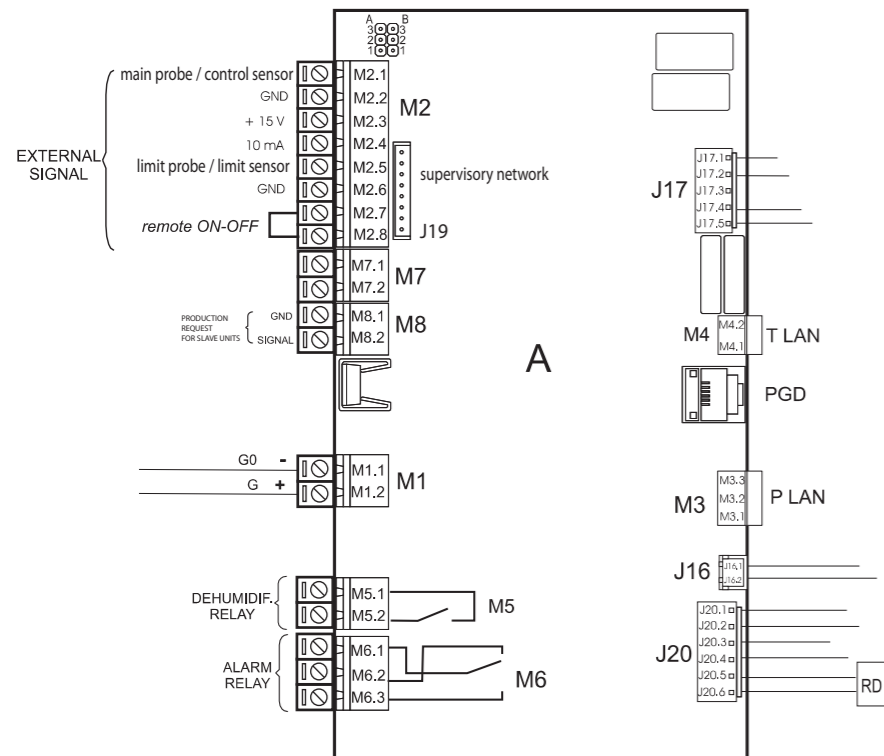 A B
3 3
2 2
1 1
EXTERNAL
SIGNAL
main probe / control sensor
GND
+ 15 V
10 mA
limit probe / limit sensor
GND
remote ON-OFF
M2.1
M2.2
M2.3
M2.4
M2.5
M2.6
M2.7
M2.8
M2
supervisory network
J19
M7.1
M7.2
M7
PRODUCTION
REQUEST
FOR SLAVE UNITS
GND
SIGNAL
M8.1
M8.2
M8
A
G0 -
G +
M1.1
M1.2
M1
DEHUMIDIF.
RELAY
M5.1
M5.2
M5
ALARM
RELAY
M6.1
M6.2
M6.3
M6
J17
J17.1
J17.2
J17.3
J17.4
J17.5
M4
M4.2
M4.1
T LAN
PGD
M3
M3.3
M3.2
M3.1
P LAN
J16
J16.1
J16.2
J20
J20.1
J20.2
J20.3
J20.4
J20.5
J20.6
RD